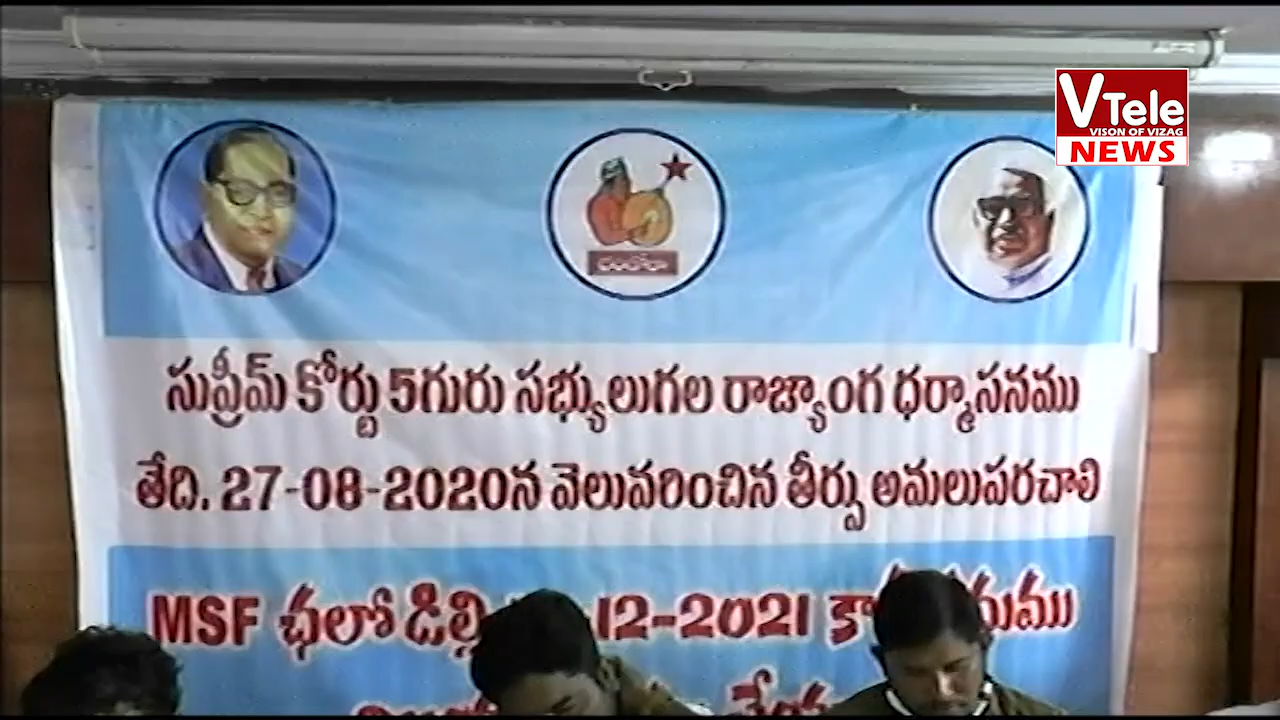 VTele
VISON OF VIZAG
NEWS
దండోరా
సుప్రీమ్ కోర్టు 5గురు సభ్యులుగల రాజ్యాంగ ధర్మాసనము
తేది. 27-08-2020న వెలువరించిన తీర్పు అమలుపరచాలి
MSF ఛలో డిల్లి 12-2021